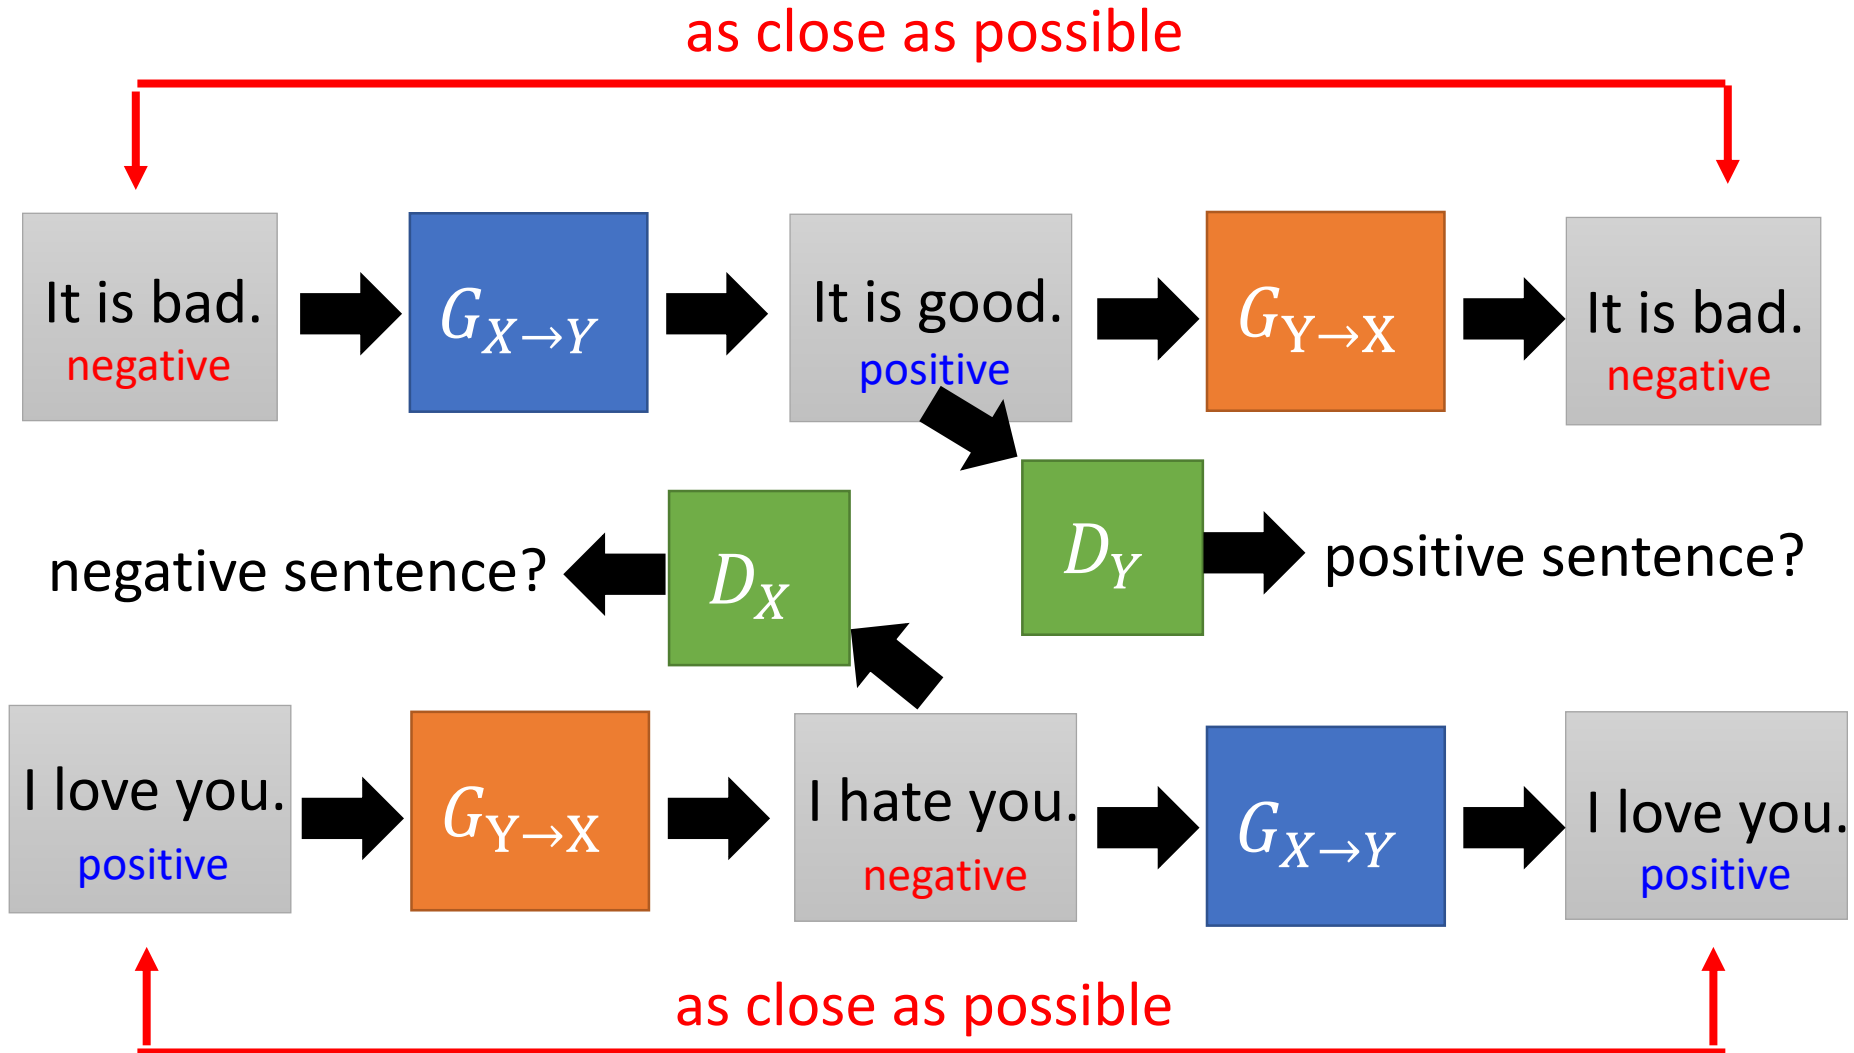 as close as possible
It is bad.
negative
G_{X→Y}
It is good.
positive
G_{Y→X}
It is bad.
negative
negative sentence?
D_X
D_Y
positive sentence?
I love you.
positive
G_{Y→X}
I hate you.
negative
G_{X→Y}
I love you.
positive
as close as possible